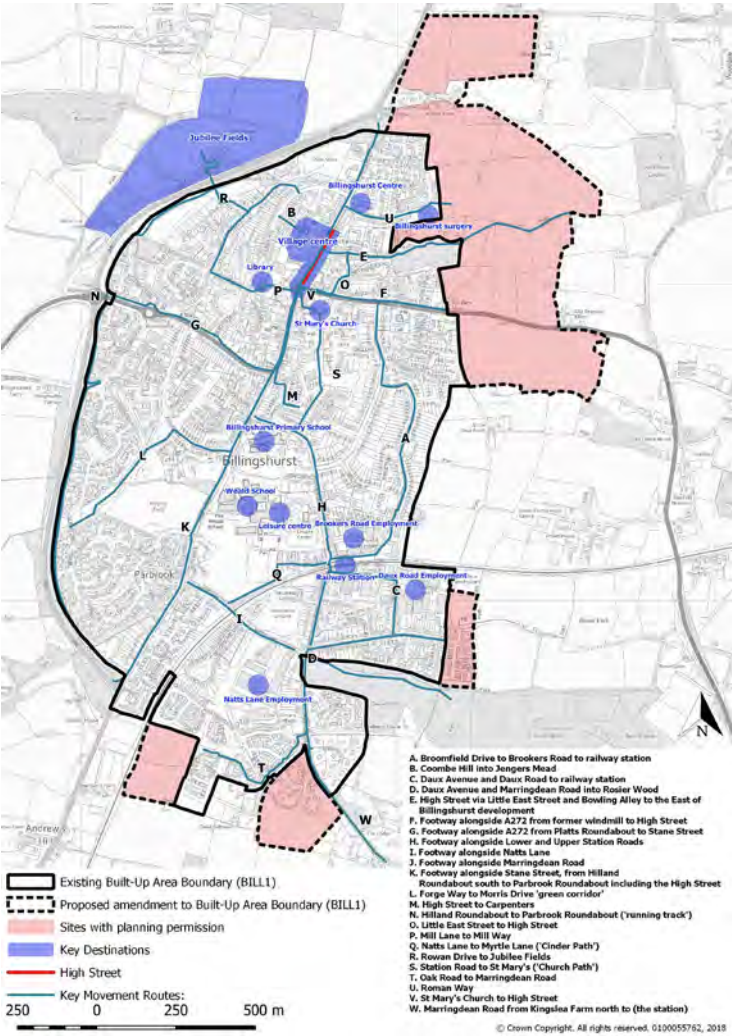 Jubilee Fields
Billingshurst Centre
R
B
U
Billingshurst surgery
Village centre
E
Library
O
N
P
V
F
St Mary's Church
G
S
M
Billingshurst Primary School
A
Billingshurst
L
Weald School
H
Leisure centre
Brookers Road Employment
K
Parbrook
Q
Railway Station
Daux Road Employment
C
I
D
Natts Lane Employment
T
W
N
A. Broomfield Drive to Brookers Road to railway station
B. Coombe Hill into Jengers Mead
C. Daux Avenue and Daux Road to railway station
D. Daux Avenue and Marringdean Road into Rosier Wood
E. High Street via Little East Street and Bowling Alley to the East of
Billingshurst development
F. Footway alongside A272 from former windmill to High Street
G. Footway alongside A272 from Platts Roundabout to Stane Street
H. Footway alongside Lower and Upper Station Roads
I. Footway alongside Natts Lane
J. Footway alongside Marringdean Road
K. Footway alongside Stane Street, from Hilland
Roundabout south to Parbrook Roundabout including the High Street
L. Forge Way to Morris Drive 'green corridor'
M. High Street to Carpenters
N. Hilland Roundabout to Parbrook Roundabout ('running track')
O. Little East Street to High Street
P. Mill Lane to Mill Way
Q. Natts Lane to Myrtle Lane ('Cinder Path')
R. Rowan Drive to Jubilee Fields
S. Station Road to St Mary's ('Church Path')
T. Oak Road to Marringdean Road
U. Roman Way
V. St Mary's Church to High Street
W. Marringdean Road from Kingslea Farm north to (the station)
Existing Built-Up Area Boundary (BILL1)
Proposed amendment to Built-Up Area Boundary (BILL1)
Sites with planning permission
Key Destinations
High Street
Key Movement Routes:
250 0 250 500 m
© Crown Copyright. All rights reserved. 0100055762, 2018